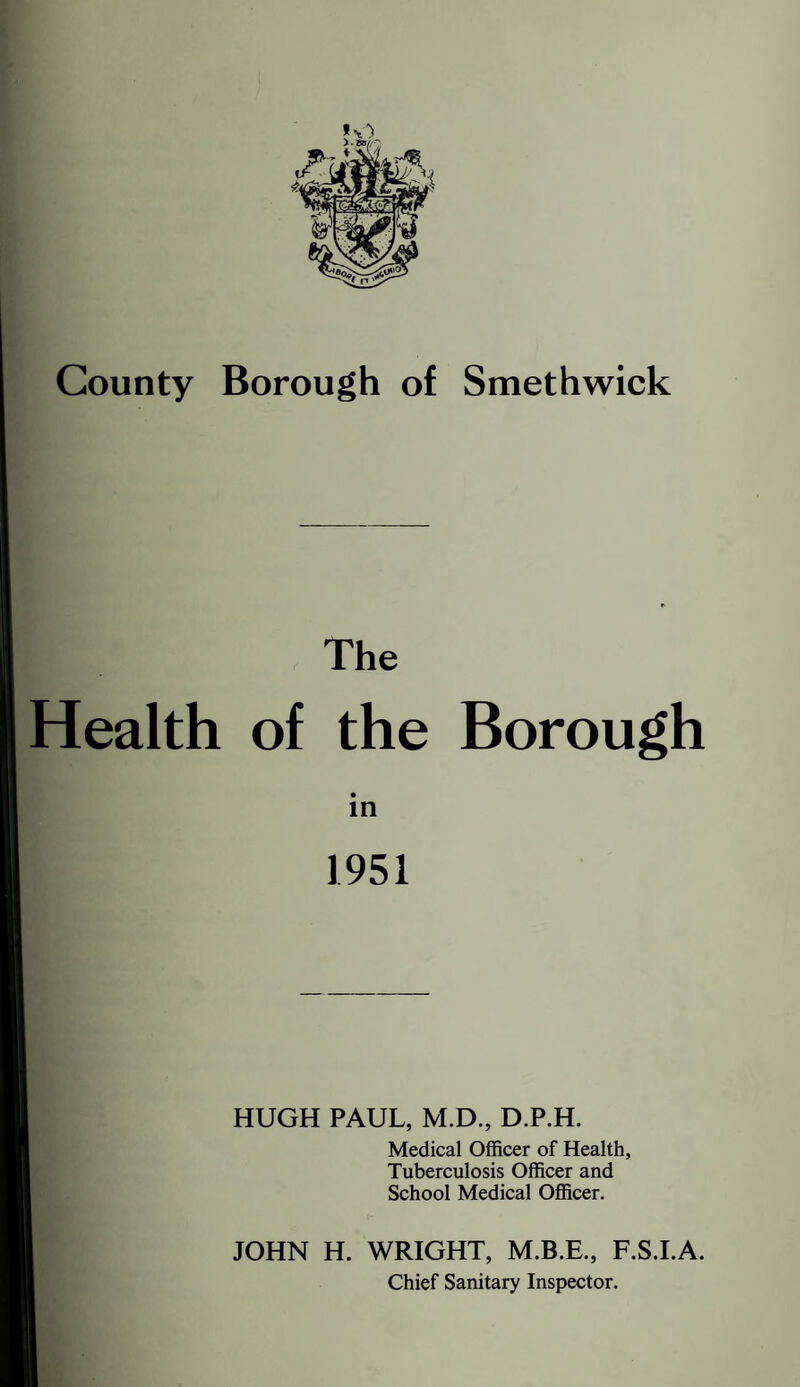 County Borough of Smethwick
The
Health of the Borough
in
1951
HUGH PAUL, M.D., D.P.H.
Medical Officer of Health,
Tuberculosis Officer and
School Medical Officer.
JOHN H. WRIGHT, M.B.E., F.S.I.A.
Chief Sanitary Inspector.